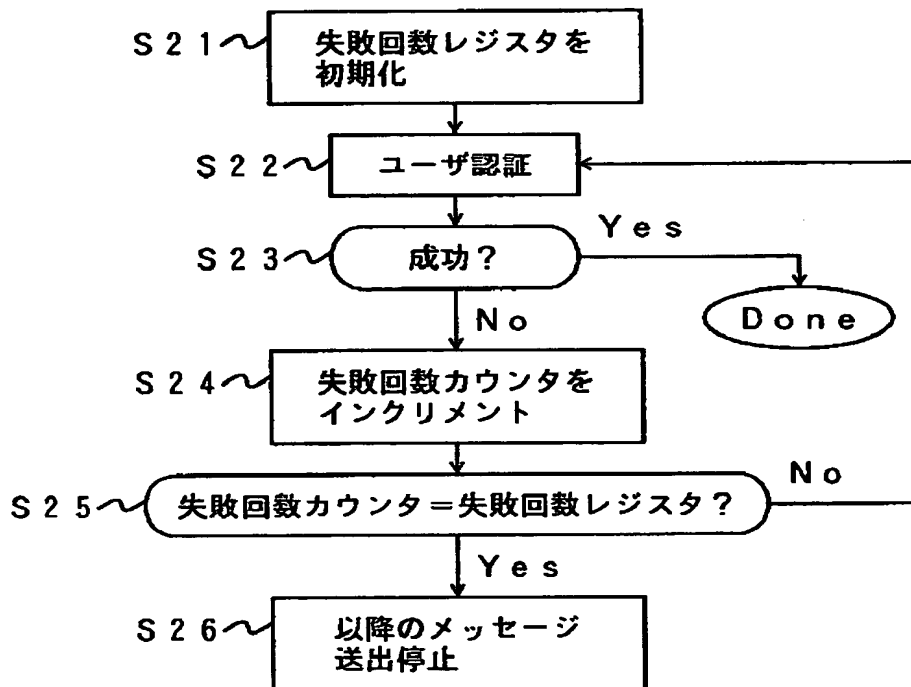 S21
失敗回数レジスタを
初期化
S22
ユーザ認証
S23
成功?
Yes
Done
No
S24
失敗回数カウンタを
インクリメント
S25
失敗回数カウンタ=失敗回数レジスタ?
No
Yes
S26
以降のメッセージ
送出停止